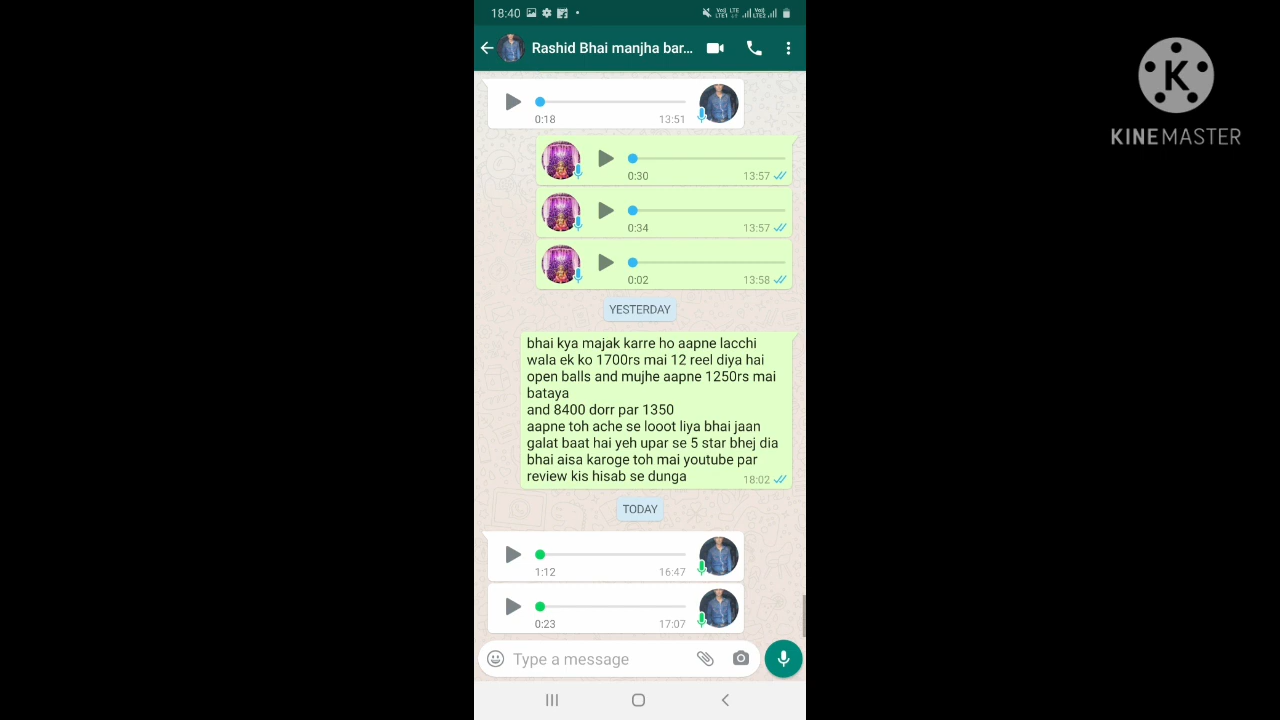 18:40
Rashid Bhai manjha bar...
0:18 13:51
0:30 13:57
0:34 13:57
0:02 13:58
YESTERDAY
bhai kya majak karre ho aapne lacchi
wala ek ko 1700rs mai 12 reel diya hai
open balls and mujhe aapne 1250rs mai
bataya
and 8400 dorr par 1350
aapne toh ache se looot liya bhai jaan
galat baat hai yeh upar se 5 star bhej dia
bhai aisa karoge toh mai youtube par
review kis hisab se dunga
18:02
TODAY
1:12 16:47
0:23 17:07
Type a message
K
KINEMASTER